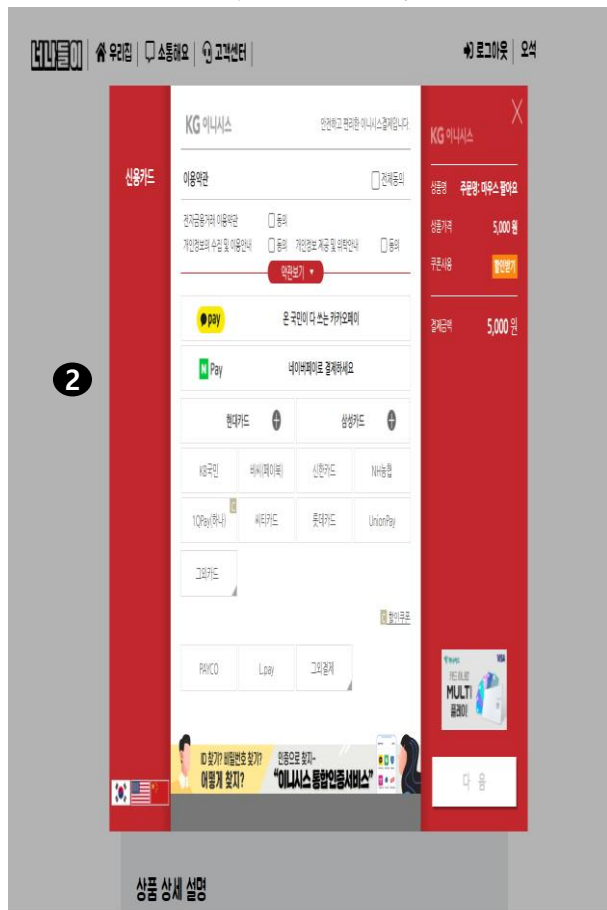 너나들이 우리집 소통해요 고객센터 로그아웃 오석
KG 이니시스 안전하고 편리한 이니시스결제입니다.
신용카드
이용약관 전체동의
전자금융거래 이용약관 동의
개인정보의 수집 및 이용안내 동의 개인정보 제공 및 위탁안내 동의
약관보기 ▼
pay 온 국민이 다 쓰는 카카오페이
N Pay 네이버페이로 결제하세요
현대카드 + 삼성카드 +
KB국민 비씨(페이북) 신한카드 NH농협
1QPay(하나) C 씨티카드 롯데카드 UnionPay
그외카드
C 할인쿠폰
PAYCO L.pay 그외결제
ID 찾기? 비밀번호 찾기? 인증으로 찾자~
어떻게 찾지? “이니시스 통합인증서비스”
X
KG 이니시스
상품명 주문명: 마우스 팔아요
상품가격 5,000 원
쿠폰사용 할인받기
결제금액 5,000 원
VISA
MULTI
플레이!
다 음
2
상품 상세 설명